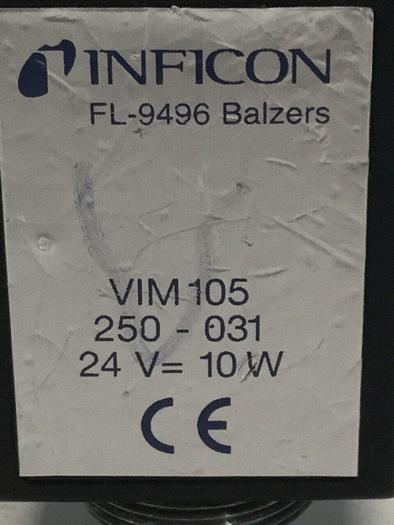 INFICON
FL-9496 Balzers
VIM 105
250 - 031
24 V= 10 W
CE